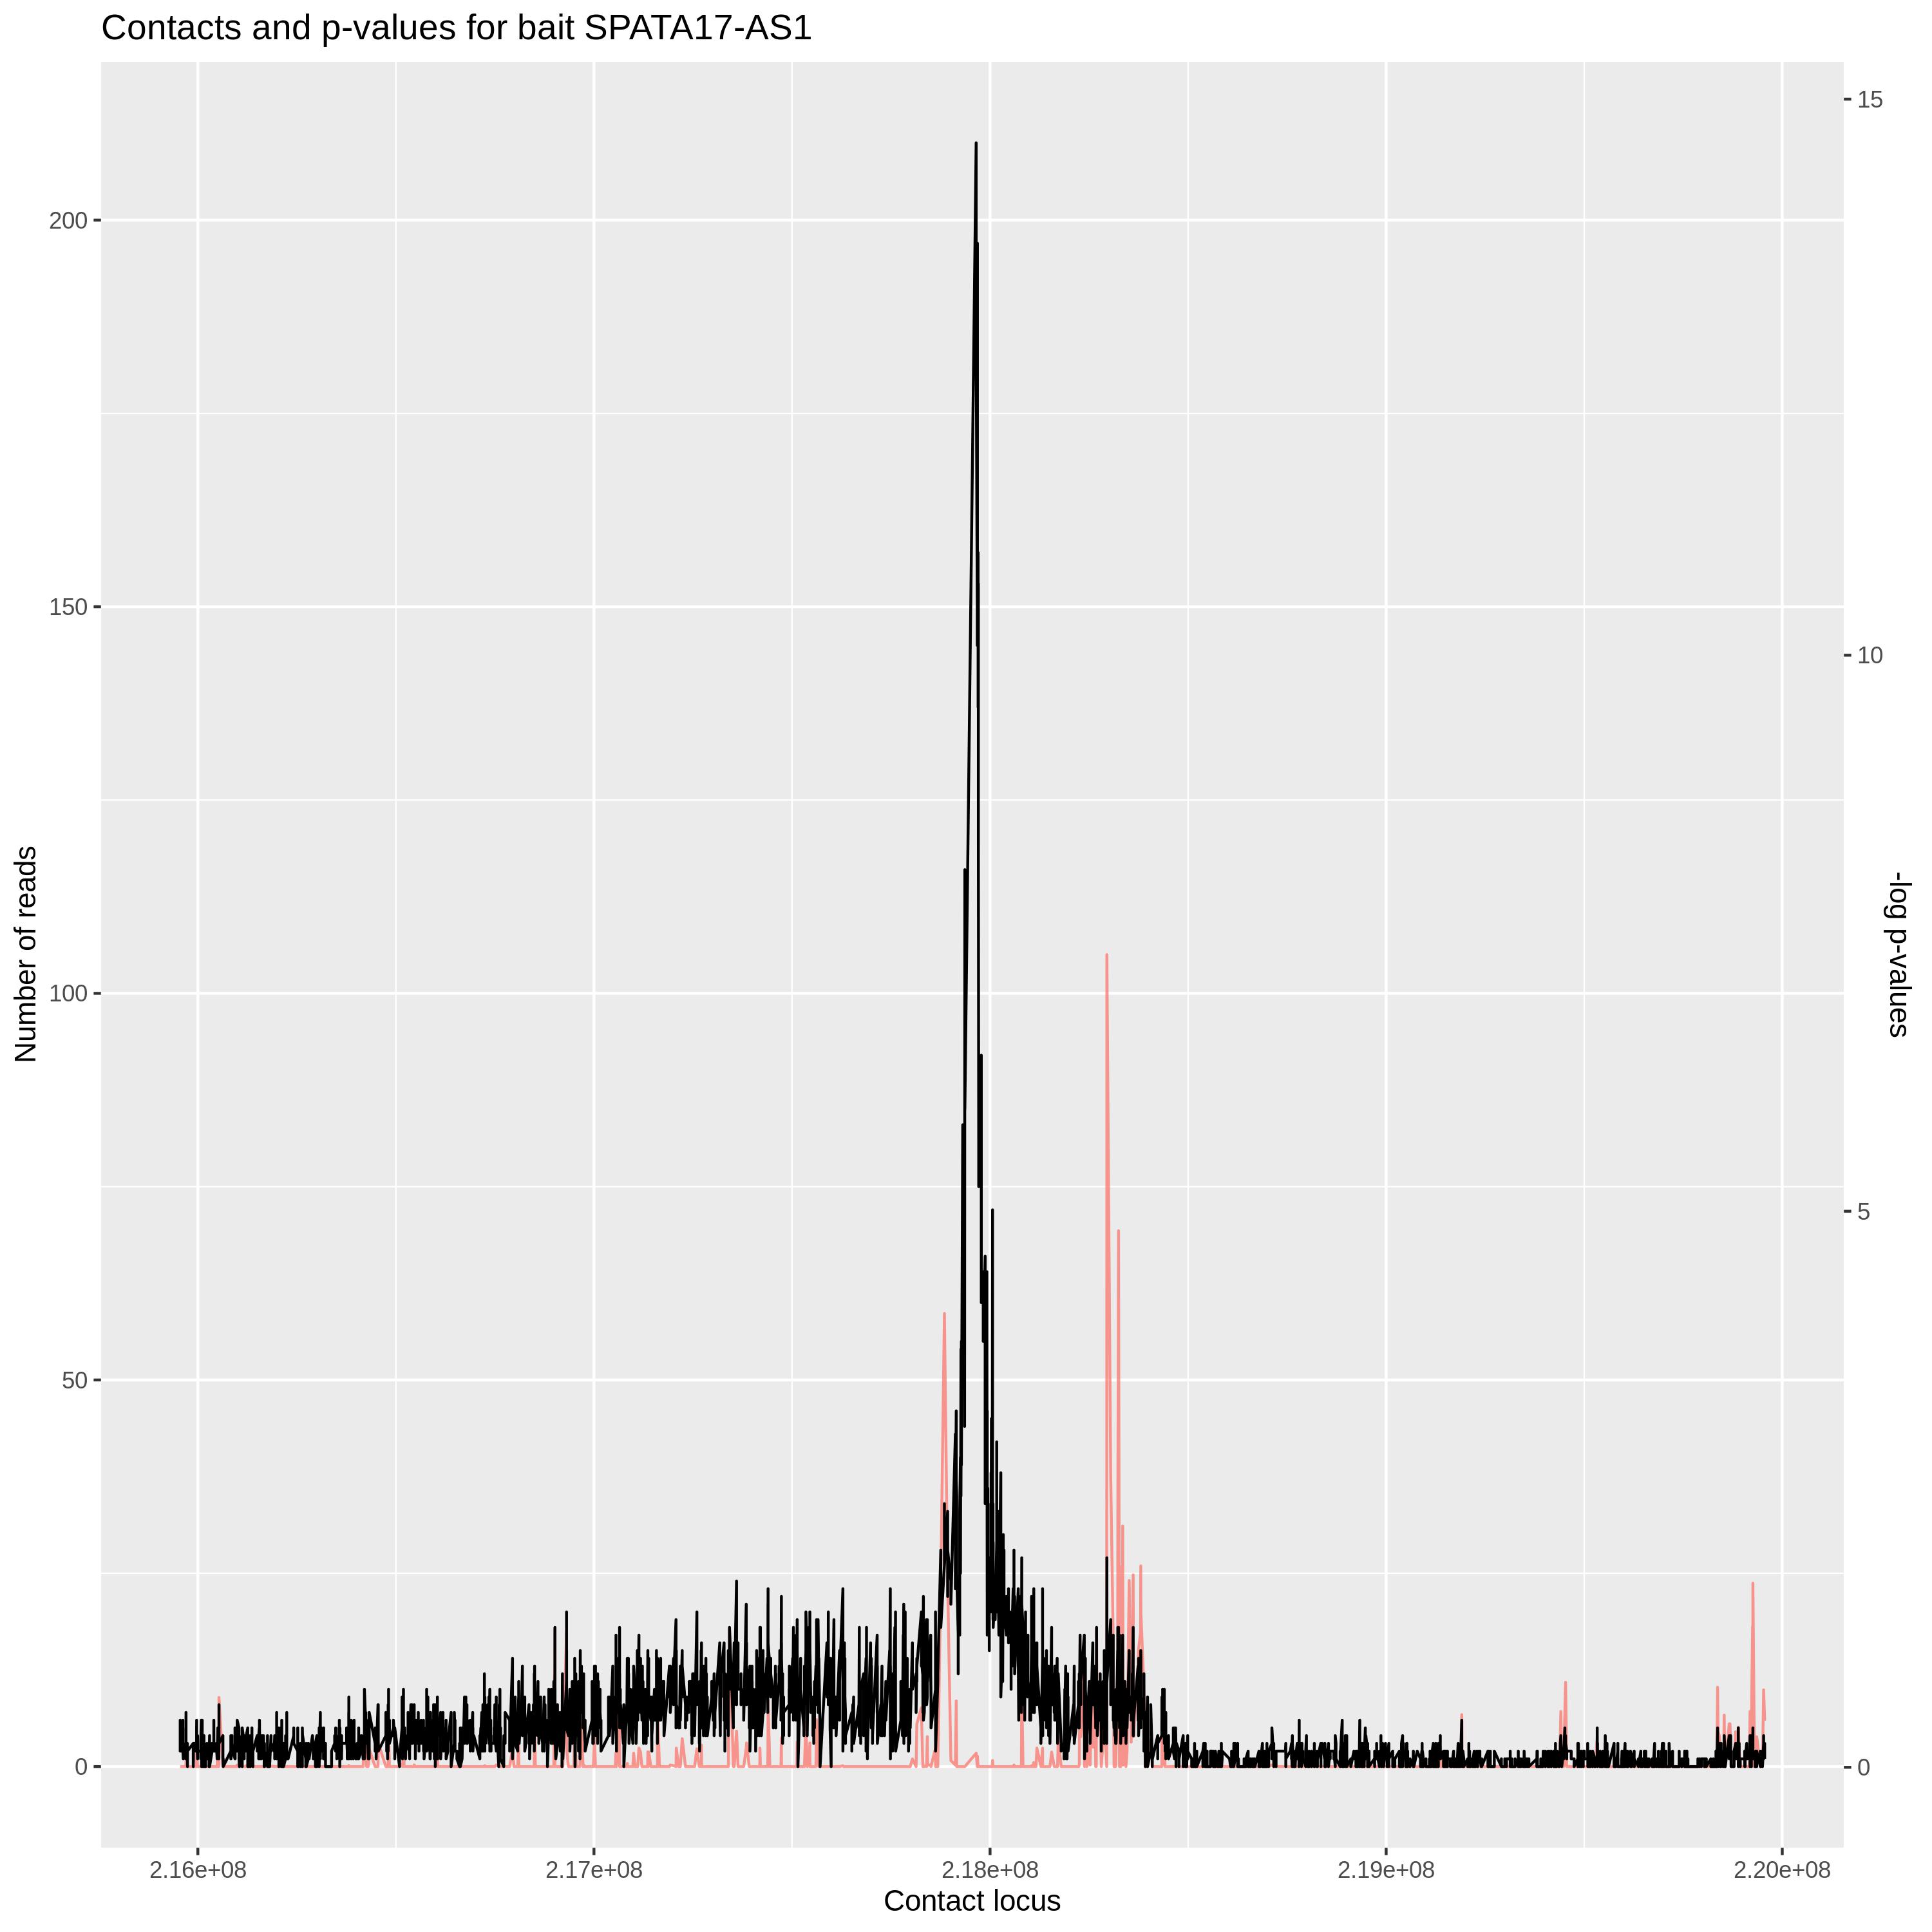 Contacts and p-values for bait SPATA17-AS1
Number of reads
200
150
100
50
0
15
10
5
0
-log p-values
2.16e+08
2.17e+08
2.18e+08
2.19e+08
2.20e+08
Contact locus